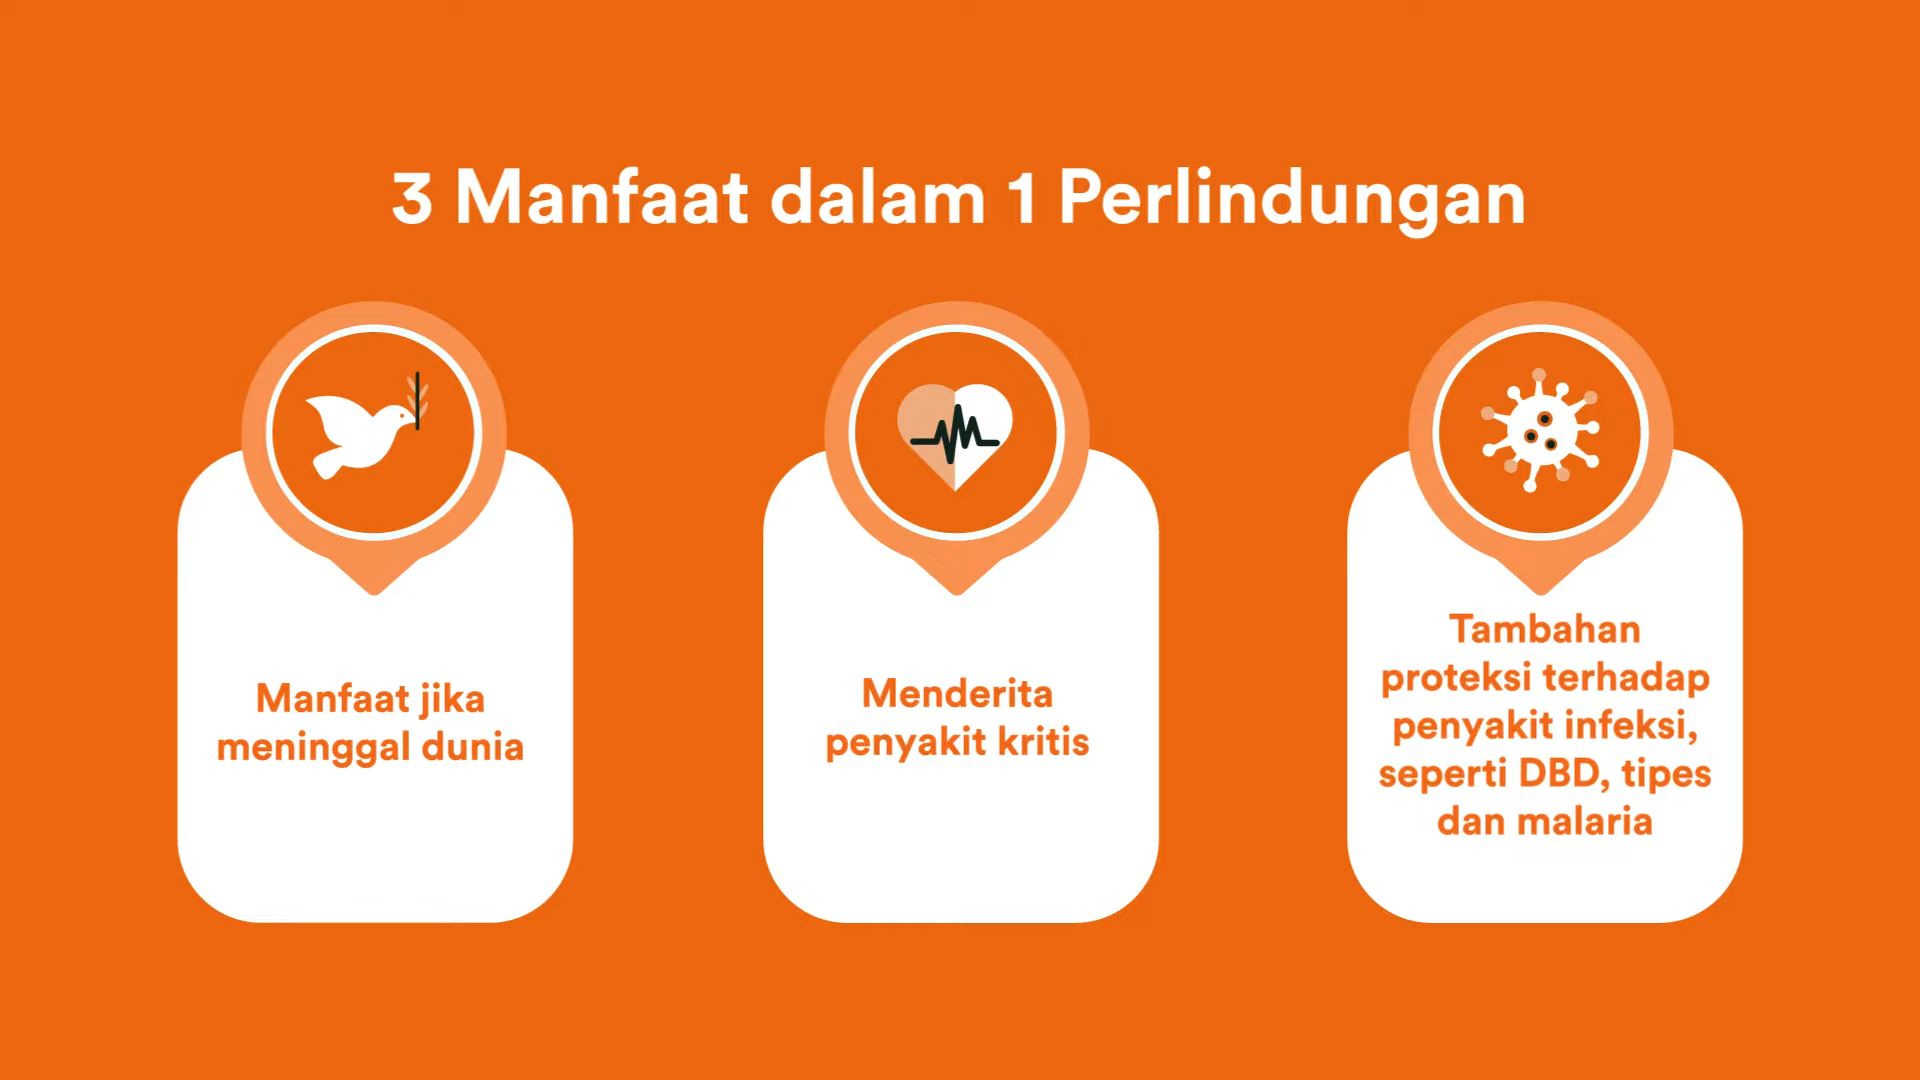 3 Manfaat dalam 1 Perlindungan
Manfaat jika
meninggal dunia
Menderita
penyakit kritis
Tambahan
proteksi terhadap
penyakit infeksi,
seperti DBD, tipes
dan malaria